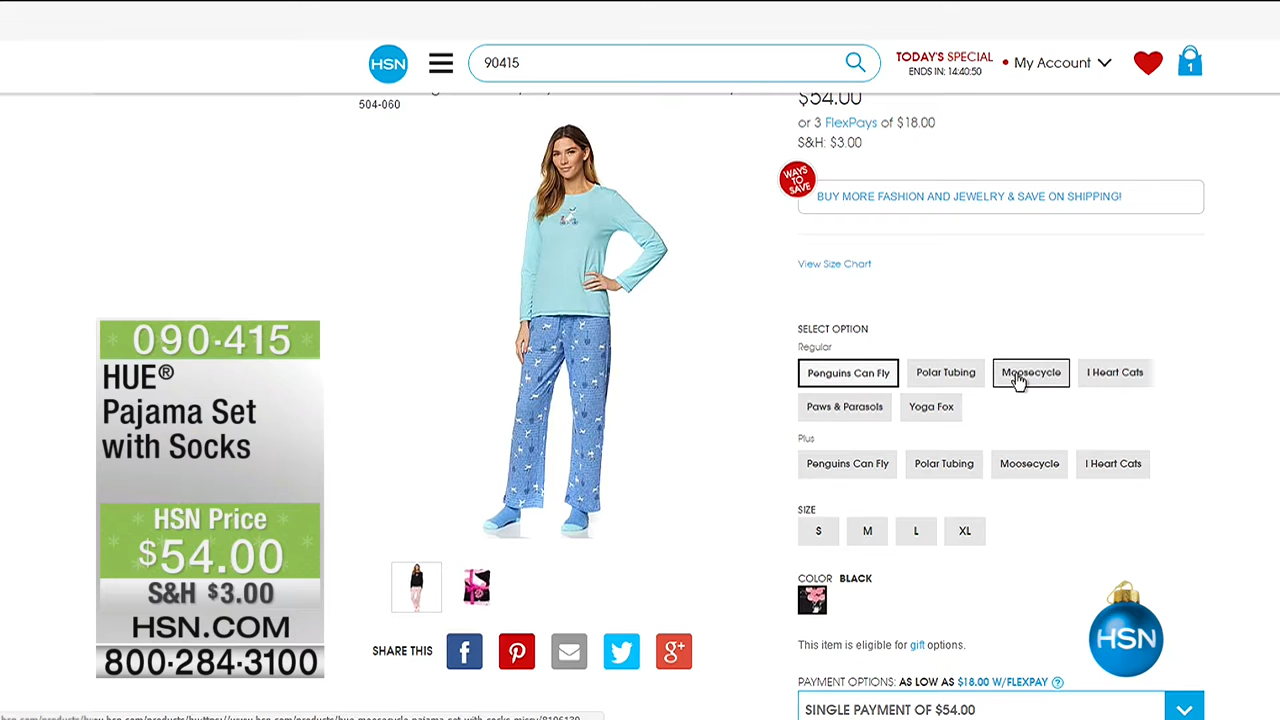 HSN
90415
TODAY'S SPECIAL
ENDS IN: 14:40:50
My Account
1
504-060
$54.00
or 3 FlexPays of $18.00
S&H: $3.00
WAYS
TO
SAVE
BUY MORE FASHION AND JEWELRY & SAVE ON SHIPPING!
View Size Chart
SELECT OPTION
Regular
Penguins Can Fly
Polar Tubing
Moosecycle
I Heart Cats
Paws & Parasols
Yoga Fox
Plus
Penguins Can Fly
Polar Tubing
Moosecycle
I Heart Cats
SIZE
S
M
L
XL
COLOR BLACK
This item is eligible for gift options.
PAYMENT OPTIONS: AS LOW AS $18.00 W/FLEXPAY ?
SINGLE PAYMENT OF $54.00
SHARE THIS
f
g+
HSN
090-415
HUE®
Pajama Set
with Socks
HSN Price
$54.00
S&H $3.00
HSN.COM
800-284-3100